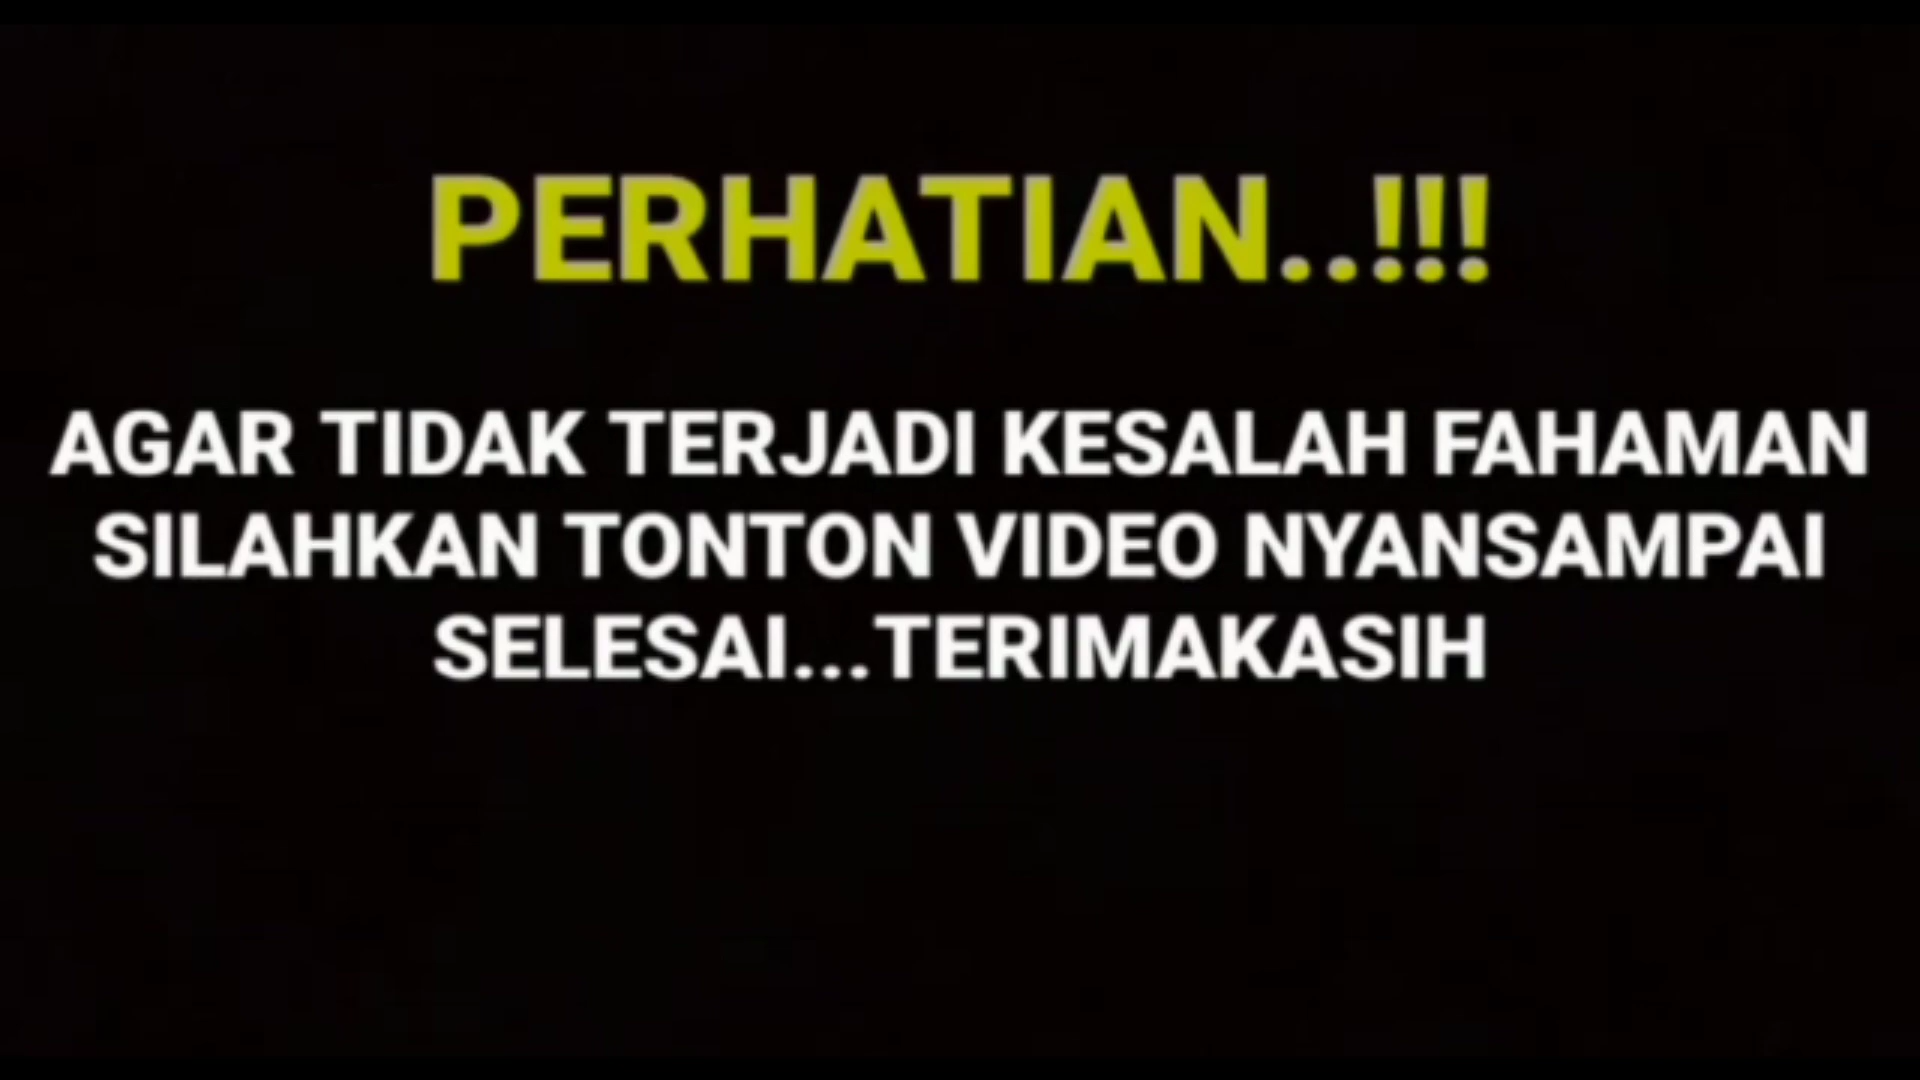 PERHATIAN..!!!
AGAR TIDAK TERJADI KESALAH FAHAMAN
SILAHKAN TONTON VIDEO NYANSAMPAI
SELESAI...TERIMAKASIH